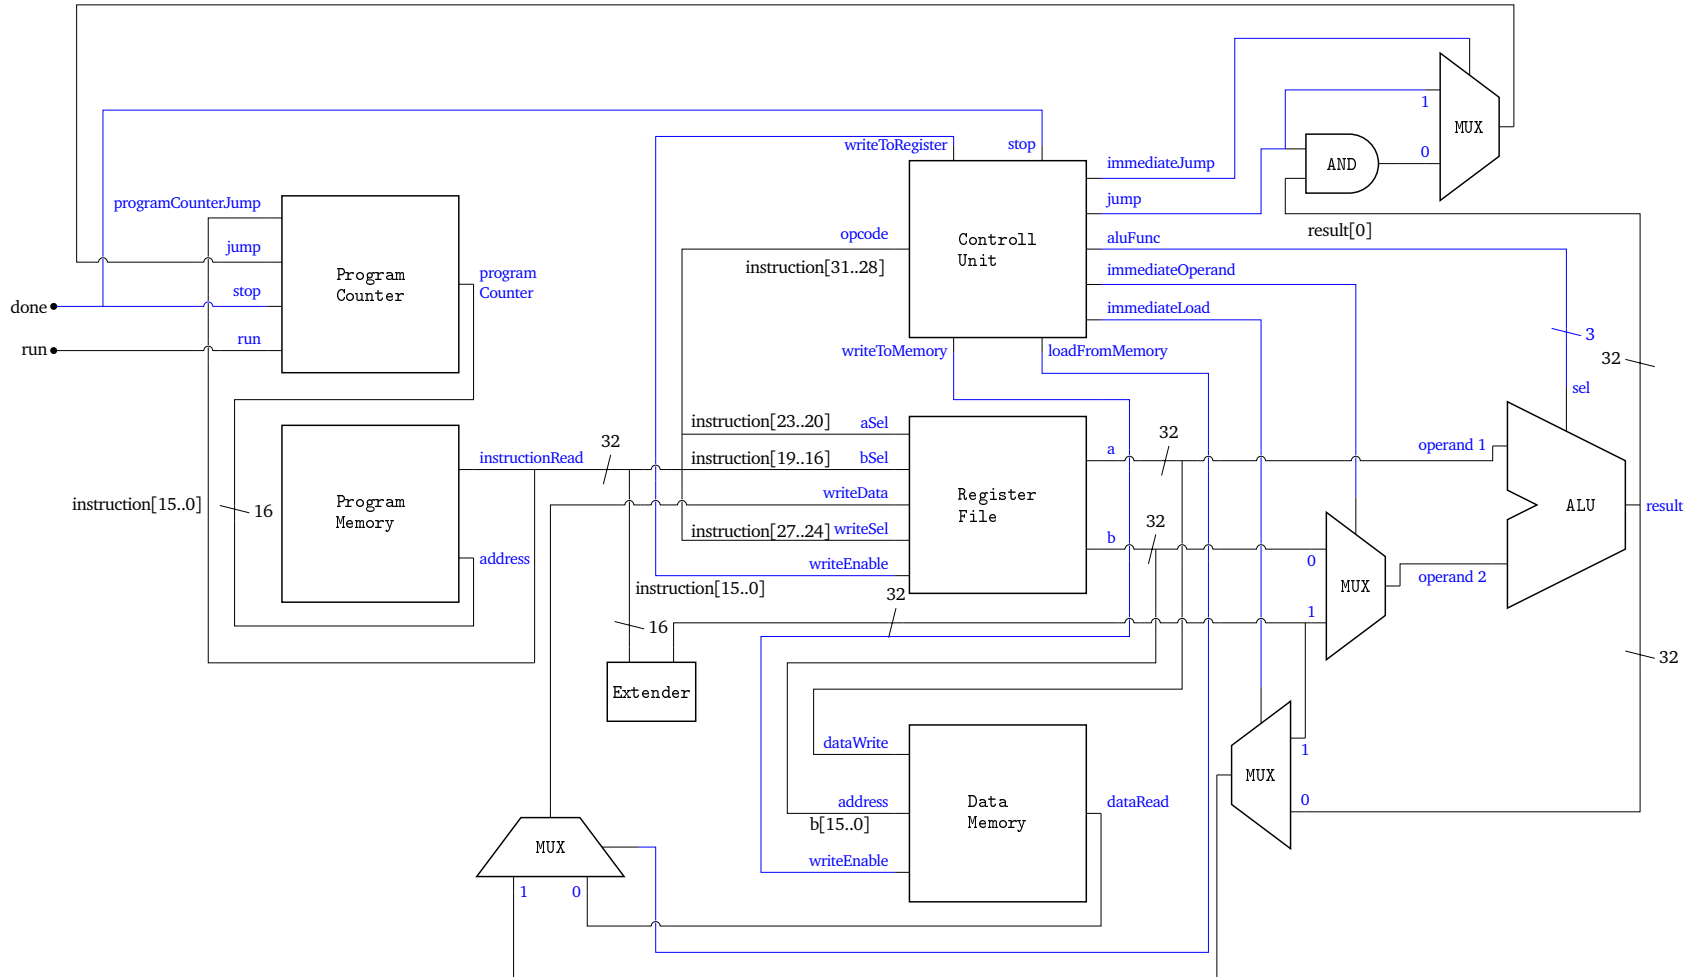 writeToRegister
stop
immediateJump
1
MUX
0
AND
programCounterJump
jump
opcode
instruction[31..28]
Controll
Unit
jump
result[0]
aluFunc
jump
stop
run
done
run
Program
Counter
program
Counter
immediateOperand
immediateLoad
writeToMemory
loadFromMemory
3
32
sel
instruction[23..20]
aSel
32
instructionRead
instruction[19..16]
bSel
writeData
instruction[27..24]
writeSel
writeEnable
instruction[15..0]
Register
File
a
32
b
32
operand 1
ALU
result
operand 2
instruction[15..0]
16
Program
Memory
address
0
MUX
1
32
16
Extender
32
dataWrite
address
b[15..0]
writeEnable
Data
Memory
dataRead
MUX
1
0
MUX
1
0